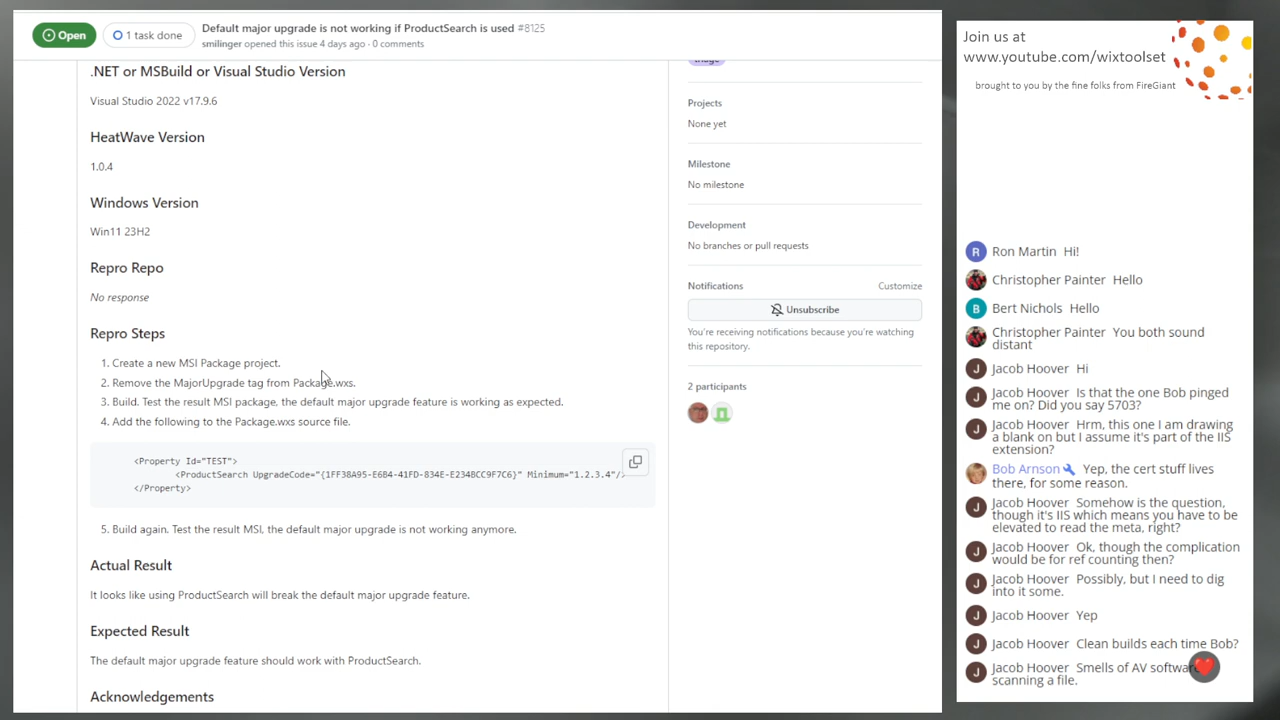 Open
1 task done
Default major upgrade is not working if ProductSearch is used #8125
smilinger opened this issue 4 days ago · 0 comments
.NET or MSBuild or Visual Studio Version
Visual Studio 2022 v17.9.6
HeatWave Version
1.0.4
Windows Version
Win11 23H2
Repro Repo
No response
Repro Steps
1. Create a new MSI Package project.
2. Remove the MajorUpgrade tag from Package.wxs.
3. Build. Test the result MSI package, the default major upgrade feature is working as expected.
4. Add the following to the Package.wxs source file.
<Property Id="TEST">
<ProductSearch UpgradeCode="{1FF38A95-E6B4-41FD-834E-E234BCC9F7C6}" Minimum="1.2.3.4"/>
</Property>
5. Build again. Test the result MSI, the default major upgrade is not working anymore.
Actual Result
It looks like using ProductSearch will break the default major upgrade feature.
Expected Result
The default major upgrade feature should work with ProductSearch.
Acknowledgements
triage
Projects
None yet
Milestone
No milestone
Development
No branches or pull requests
Notifications
Customize
Unsubscribe
You're receiving notifications because you're watching
this repository.
2 participants
Join us at
www.youtube.com/wixtoolset
brought to you by the fine folks from FireGiant
R Ron Martin Hi!
Christopher Painter Hello
B Bert Nichols Hello
Christopher Painter You both sound
distant
J Jacob Hoover Hi
J Jacob Hoover Is that the one Bob pinged
me on? Did you say 5703?
J Jacob Hoover Hrm, this one I am drawing
a blank on but I assume it's part of the IIS
extension?
Bob Arnson Yep, the cert stuff lives
there, for some reason.
J Jacob Hoover Somehow is the question,
though it's IIS which means you have to be
elevated to read the meta, right?
J Jacob Hoover Ok, though the complication
would be for ref counting then?
J Jacob Hoover Possibly, but I need to dig
into it some.
J Jacob Hoover Yep
J Jacob Hoover Clean builds each time Bob?
J Jacob Hoover Smells of AV software
scanning a file.